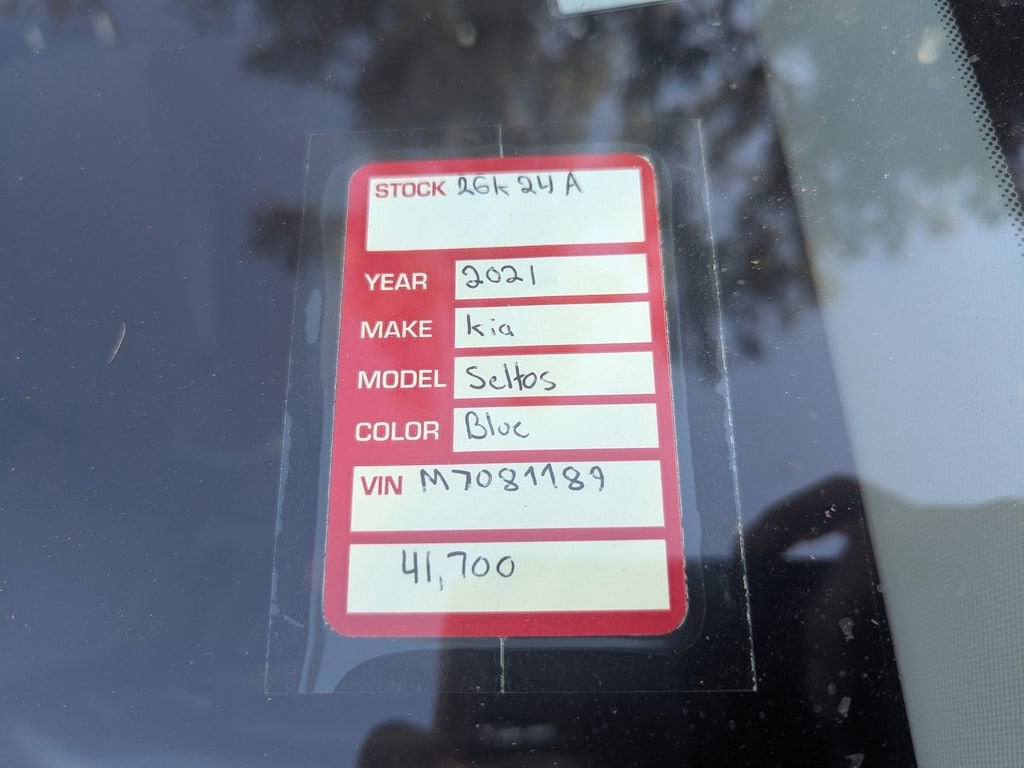 STOCK 26k24A
YEAR 2021
MAKE kia
MODEL Seltos
COLOR Blue
VIN M7081189
41,700